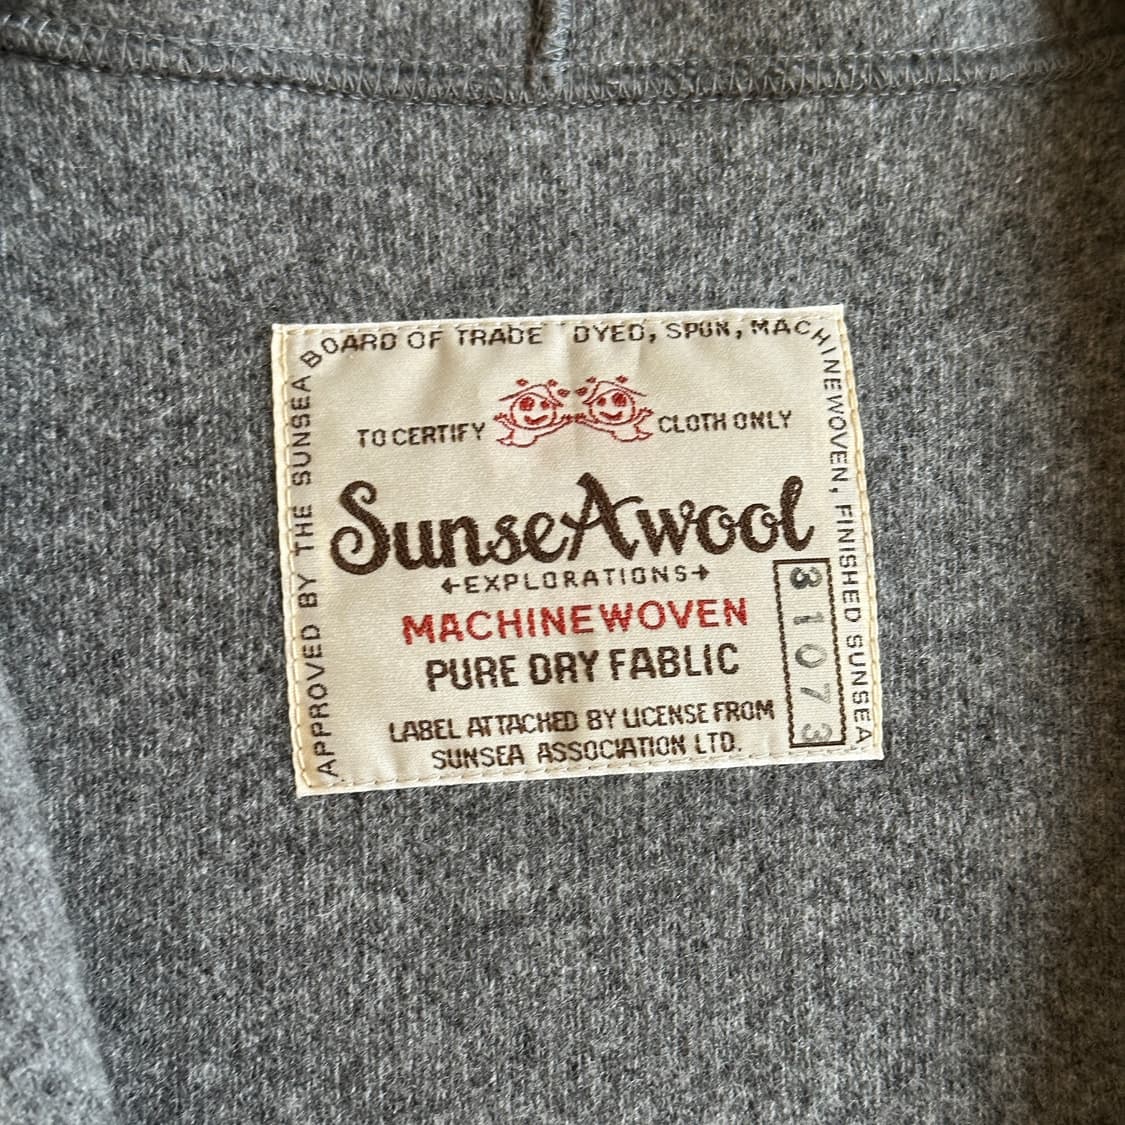 APPROVED BY THE SUNSEA BOARD OF TRADE DYED, SPUN, MACHINEWOVEN, FINISHED SUNSEA
TO CERTIFY CLOTH ONLY
SunseAwool
←EXPLORATIONS→
MACHINEWOVEN
PURE DRY FABLIC
LABEL ATTACHED BY LICENSE FROM
SUNSEA ASSOCIATION LTD.
31073